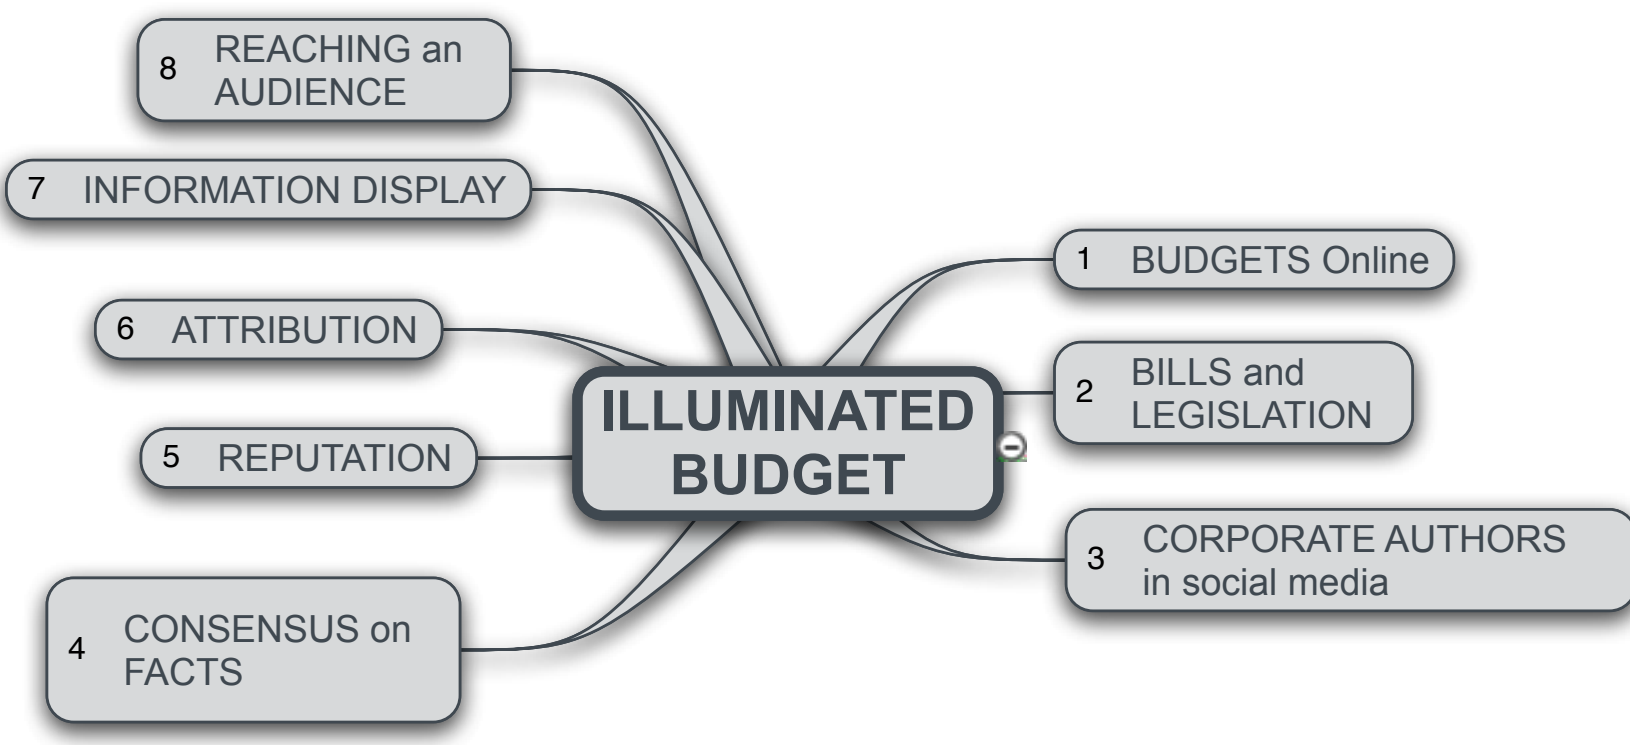 ILLUMINATED
BUDGET
1 BUDGETS Online
2 BILLS and
LEGISLATION
3 CORPORATE AUTHORS
in social media
4 CONSENSUS on
FACTS
5 REPUTATION
6 ATTRIBUTION
7 INFORMATION DISPLAY
8 REACHING an
AUDIENCE